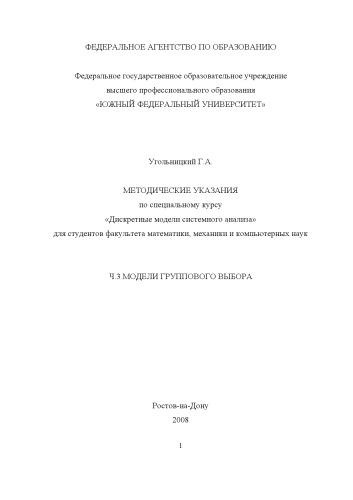 ФЕДЕРАЛЬНОЕ АГЕНТСТВО ПО ОБРАЗОВАНИЮ
Федеральное государственное образовательное учреждение
высшего профессионального образования
«ЮЖНЫЙ ФЕДЕРАЛЬНЫЙ УНИВЕРСИТЕТ»
Угольницкий Г.А.
МЕТОДИЧЕСКИЕ УКАЗАНИЯ
по специальному курсу
«Дискретные модели системного анализа»
для студентов факультета математики, механики и компьютерных наук
Ч.3 МОДЕЛИ ГРУППОВОГО ВЫБОРА
Ростов-на-Дону
2008
1